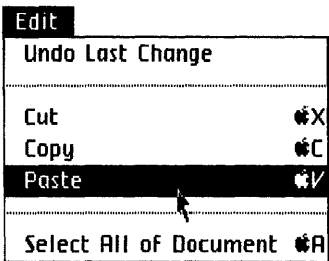 Edit
Undo Last Change
Cut X
Copy C
Paste V
Select All of Document A